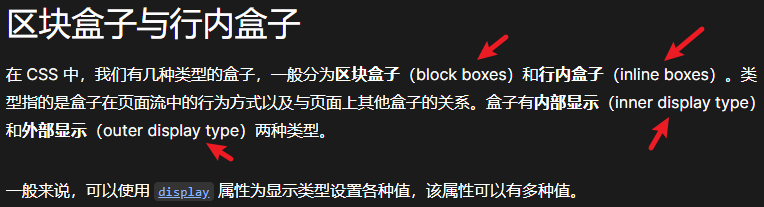 区块盒子与行内盒子
在 CSS 中，我们有几种类型的盒子，一般分为区块盒子（block boxes）和行内盒子（inline boxes）。类
型指的是盒子在页面流中的行为方式以及与页面上其他盒子的关系。盒子有内部显示（inner display type）
和外部显示（outer display type）两种类型。
一般来说，可以使用 display 属性为显示类型设置各种值，该属性可以有多种值。